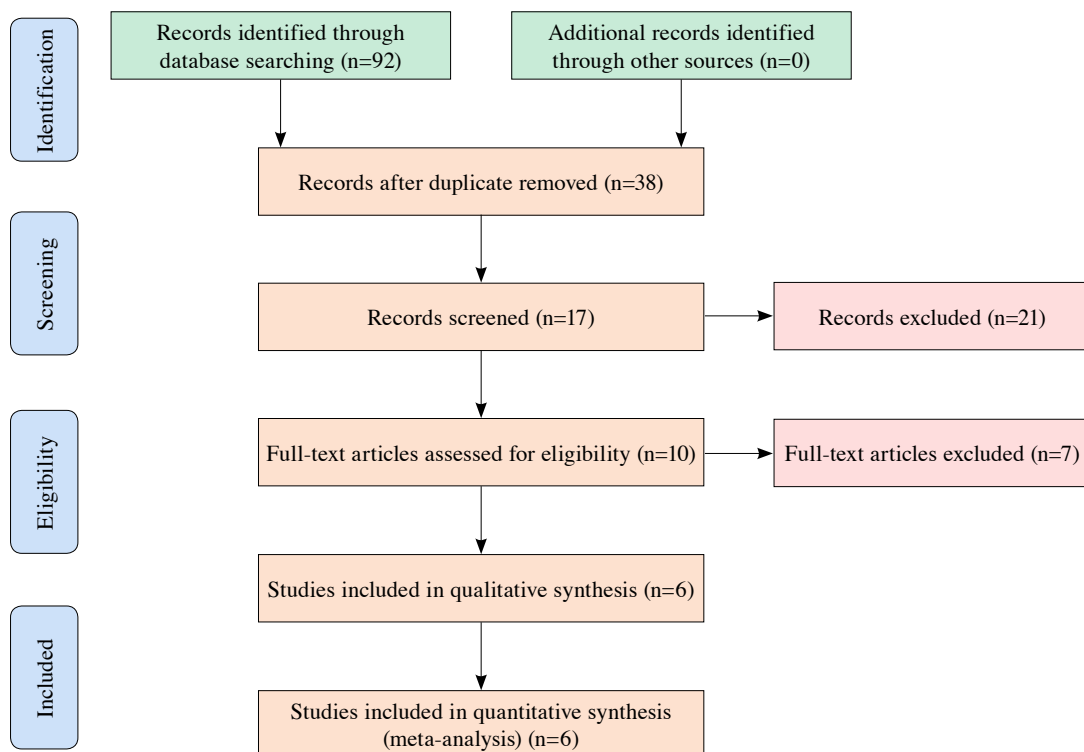 Identification
Records identified through
database searching (n=92)
Additional records identified
through other sources (n=0)
Records after duplicate removed (n=38)
Screening
Records screened (n=17)
Records excluded (n=21)
Eligibility
Full-text articles assessed for eligibility (n=10)
Full-text articles excluded (n=7)
Studies included in qualitative synthesis (n=6)
Included
Studies included in quantitative synthesis
(meta-analysis) (n=6)